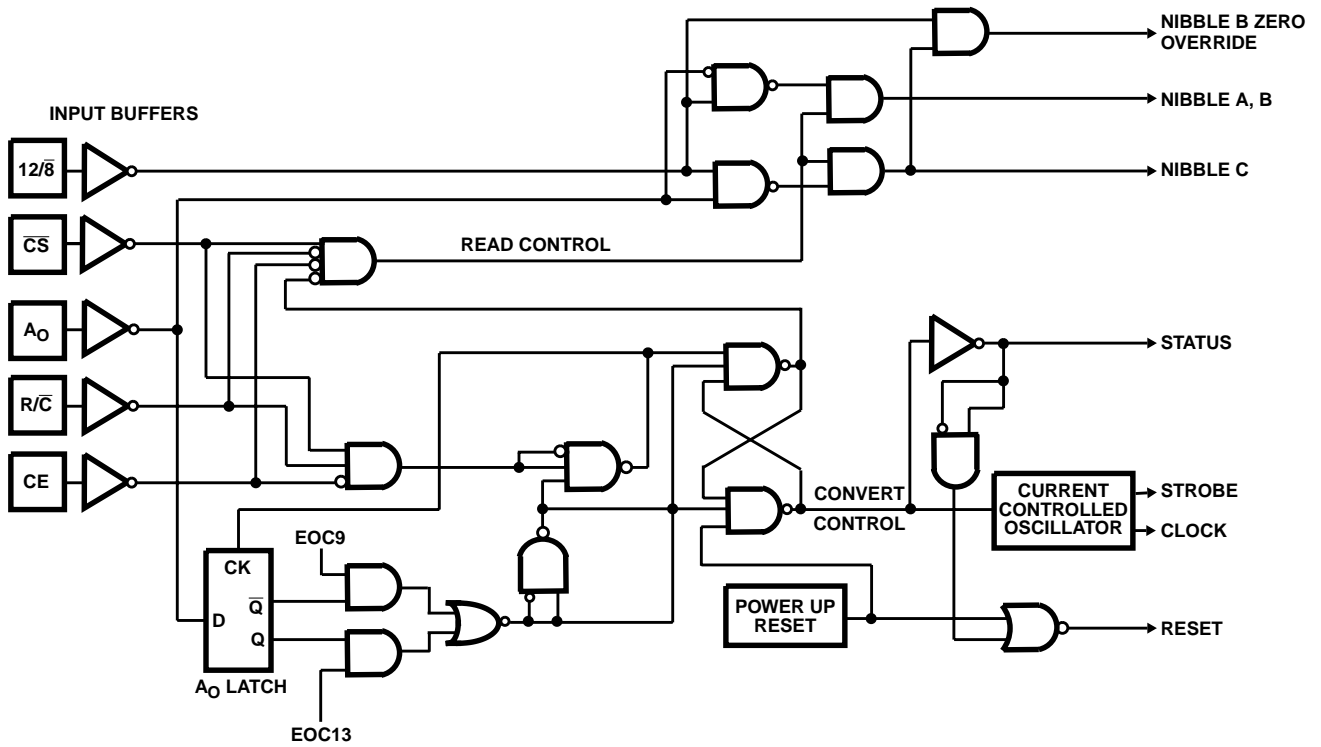 NIBBLE B ZERO
OVERRIDE
NIBBLE A, B
INPUT BUFFERS
12/8̅
NIBBLE C
C̅S̅
READ CONTROL
AO
STATUS
R/C̅
CE
CONVERT
CONTROL
CURRENT
CONTROLLED
OSCILLATOR
STROBE
CLOCK
EOC9
CK
Q̅
D
Q
POWER UP
RESET
RESET
AO LATCH
EOC13